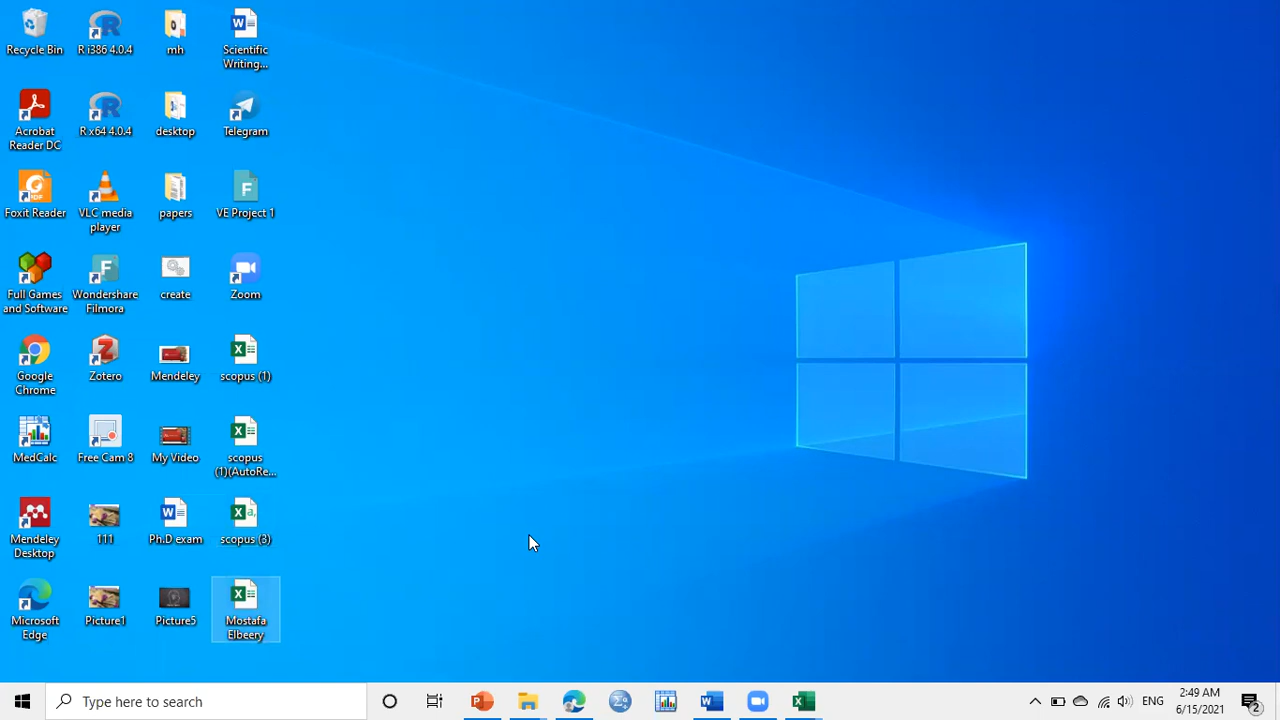 Recycle Bin
R i386 4.0.4
mh
Scientific
Writing...
Acrobat
Reader DC
R x64 4.0.4
desktop
Telegram
Foxit Reader
VLC media
player
papers
VE Project 1
Full Games
and Software
Wondershare
Filmora
create
Zoom
Google
Chrome
Zotero
Mendeley
scopus (1)
MedCalc
Free Cam 8
My Video
scopus
(1)(AutoRe...
Mendeley
Desktop
111
Ph.D exam
scopus (3)
Microsoft
Edge
Picture1
Picture5
Mostafa
Elbeery
Type here to search
ENG
2:49 AM
6/15/2021
2